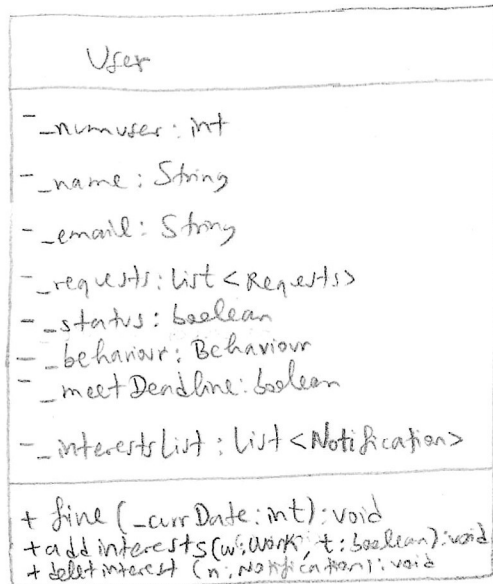 User
- _numuser: int
- _name: String
- _email: String
- _requests: List <Requests>
- _status: boolean
- _behaviour: Behaviour
- _meetDeadline: boolean
- _interestsList: List <Notification>
+ fine (_currDate: int): void
+ add interests (w: Work, t: boolean): void
+ delet interest (n: Notification): void